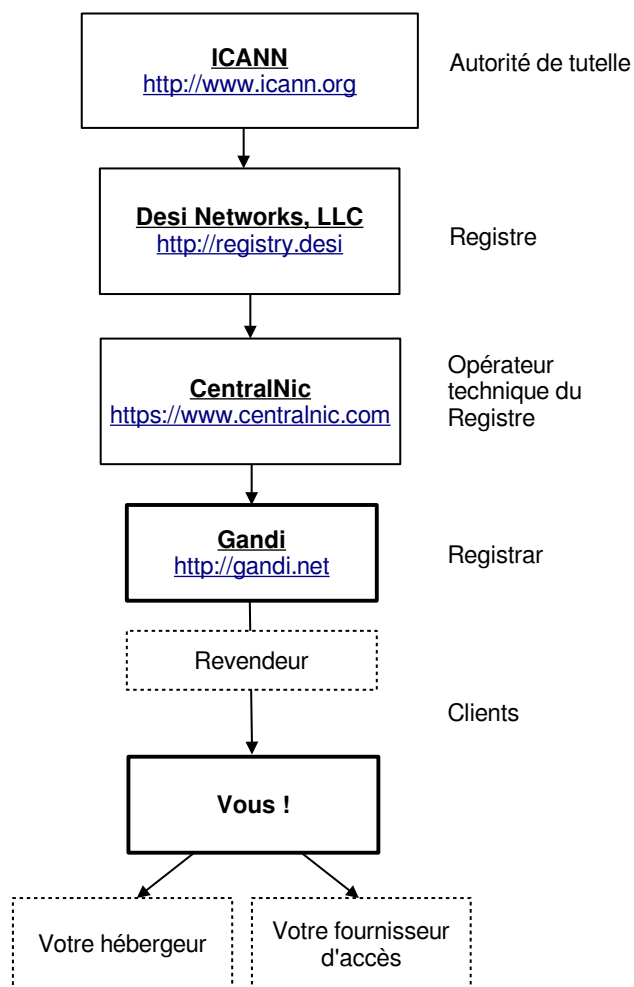 ICANN
http://www.icann.org
Autorité de tutelle
Desi Networks, LLC
http://registry.desi
Registre
CentralNic
https://www.centralnic.com
Opérateur
technique du
Registre
Gandi
http://gandi.net
Registrar
Revendeur
Clients
Vous !
Votre hébergeur
Votre fournisseur
d'accès